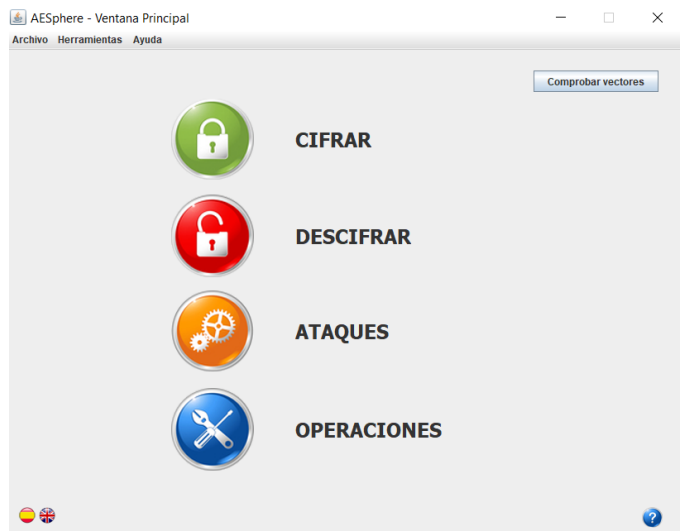 AESphere - Ventana Principal
Archivo Herramientas Ayuda
Comprobar vectores
CIFRAR
DESCIFRAR
ATAQUES
OPERACIONES
?